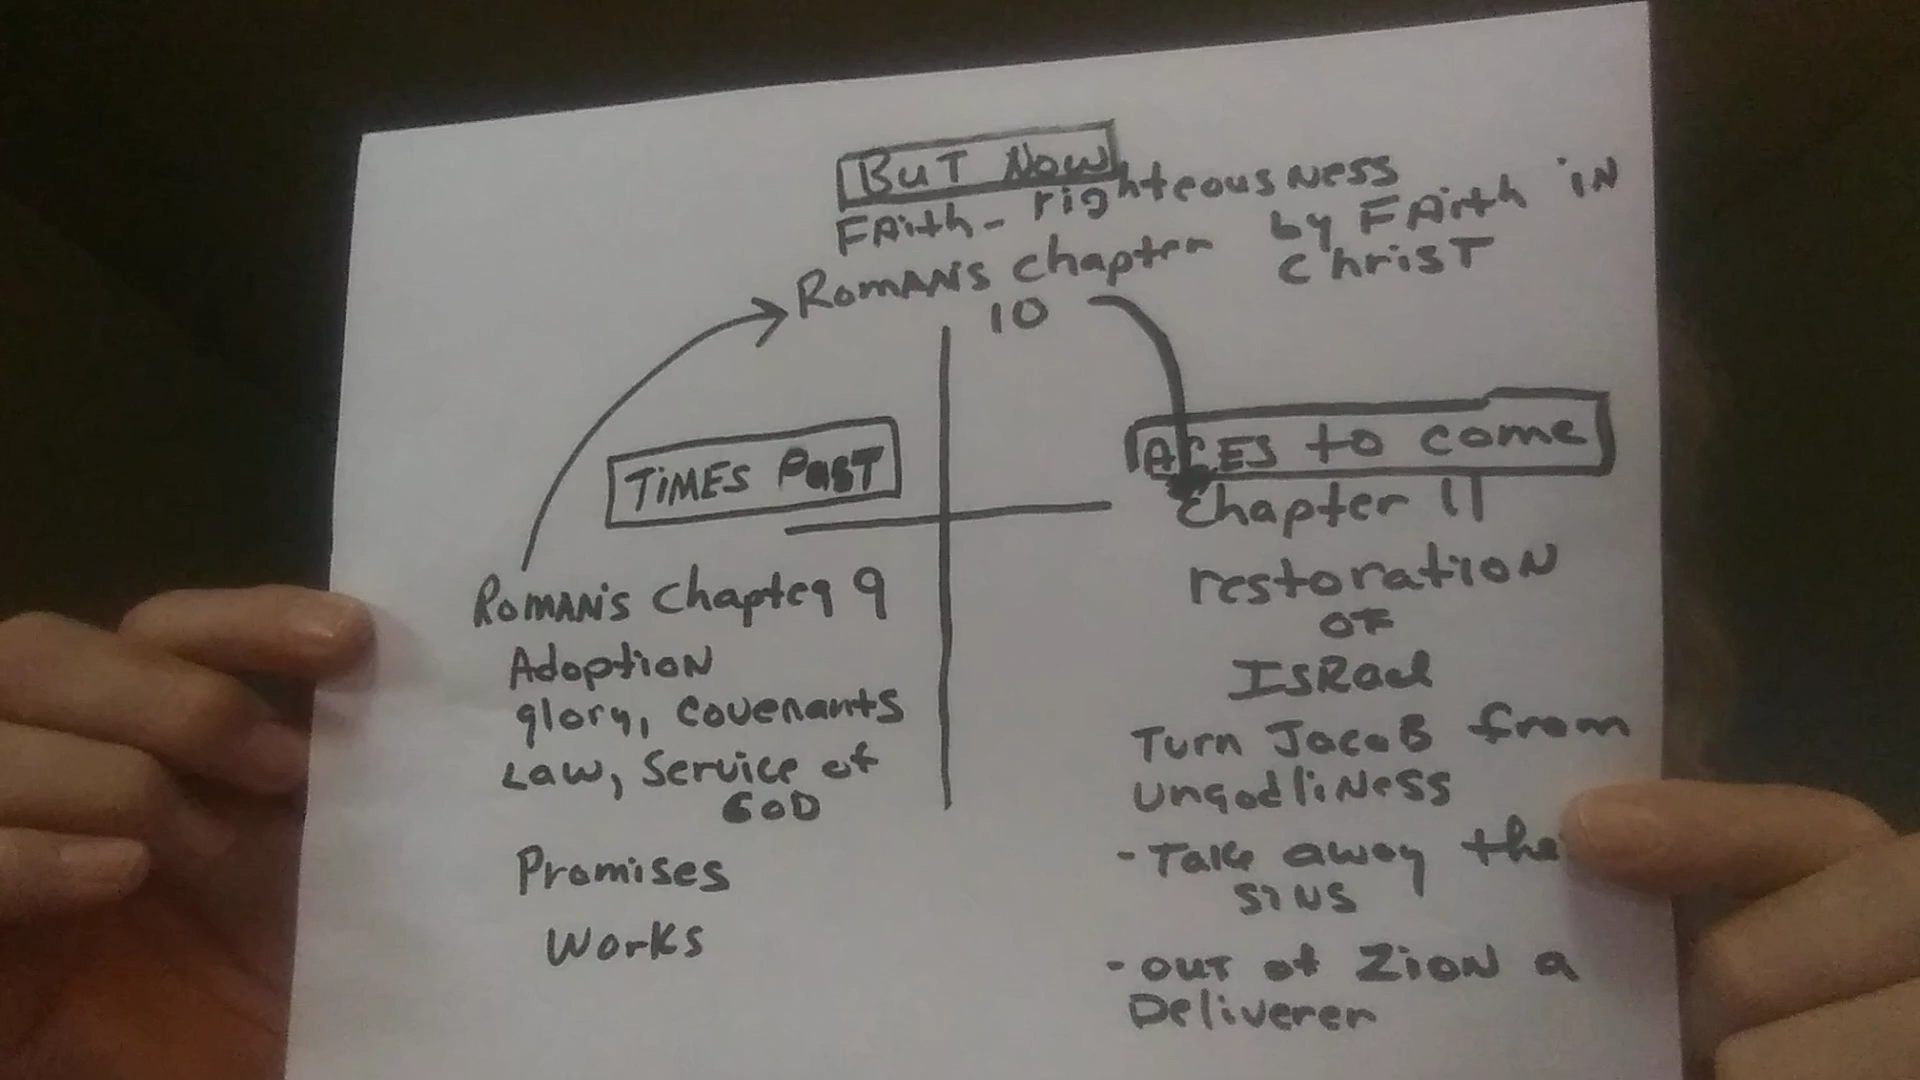 BUT NOW
FAith - righteousness
by FAith in
Christ
ROMANS chapter
10
TiMES PAST
AGES to come
chapter 11
restoration
OF
ISRael
Turn JacoB from
ungodliness
- Take away the
sins
- out of Zion a
Deliverer
ROMANS chapter 9
Adoption
glory, covenants
Law, Service of
GOD
Promises
Works